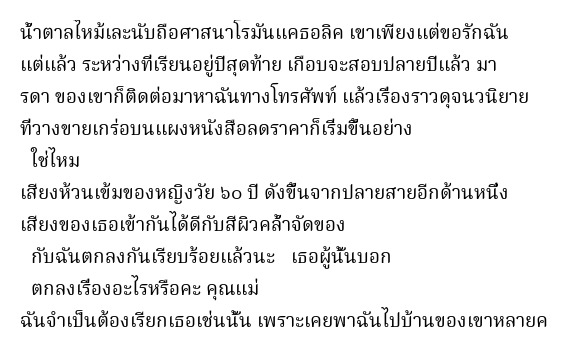 น้ำตาลไหม้เละนับถือศาสนาโรมันแคธอลิค เขาเพียงแต่ขอรักฉัน
แต่แล้ว ระหว่างที่เรียนอยู่ปีสุดท้าย เกือบจะสอบปลายปีแล้ว มา
รดา ของเขาก็ติดต่อมาหาฉันทางโทรศัพท์ แล้วเรื่องราวดุจนวนิยาย
ที่วางขายเกร่อบนแผงหนังสือลดราคาก็เริ่มขึ้นอย่าง
ใช่ไหม
เสียงห้วนเข้มของหญิงวัย ๖๐ ปี ดังขึ้นจากปลายสายอีกด้านหนึ่ง
เสียงของเธอเข้ากันได้ดีกับสีผิวคล้ำจัดของ
กับฉันตกลงกันเรียบร้อยแล้วนะ เธอผู้นั้นบอก
ตกลงเรื่องอะไรหรือคะ คุณแม่
ฉันจำเป็นต้องเรียกเธอเช่นนั้น เพราะเคยพาฉันไปบ้านของเขาหลายค